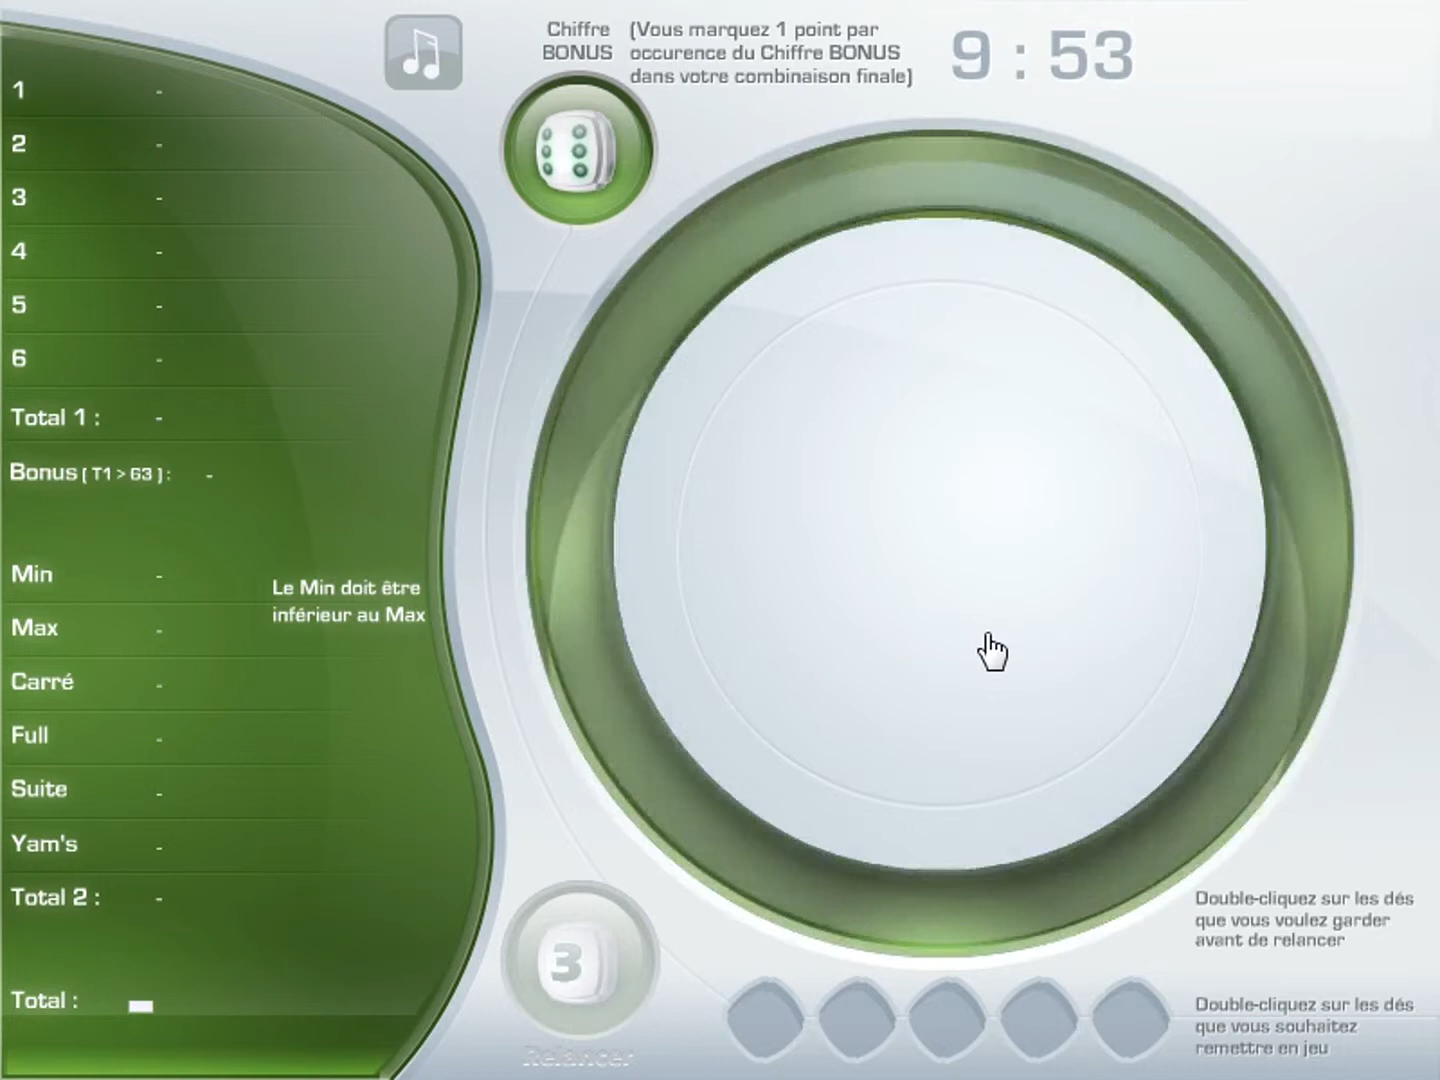 Chiffre
BONUS
(Vous marquez 1 point par
occurence du Chiffre BONUS
dans votre combinaison finale)
9 : 53
1 -
2 -
3 -
4 -
5 -
6 -
Total 1 : -
Bonus ( T1 > 63 ) : -
Min -
Le Min doit être
inférieur au Max
Max -
Carré -
Full -
Suite -
Yam's -
Total 2 : -
Total : -
3
Relancer
Double-cliquez sur les dés
que vous voulez garder
avant de relancer
Double-cliquez sur les dés
que vous souhaitez
remettre en jeu